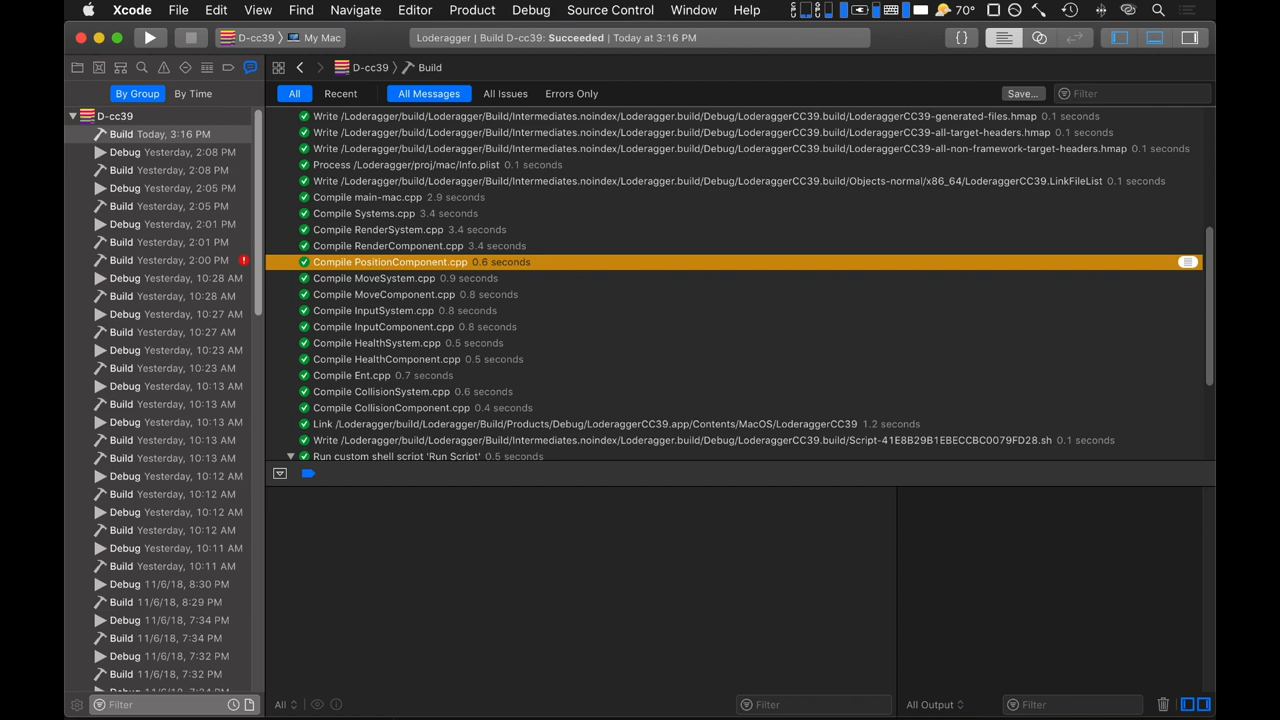 Xcode File Edit View Find Navigate Editor Product Debug Source Control Window Help 70°
D-cc39 〉 My Mac Loderagger | Build D-cc39: Succeeded | Today at 3:16 PM { }
D-cc39 〉 Build
By Group By Time All Recent All Messages All Issues Errors Only Save... Filter
D-cc39
Build Today, 3:16 PM
Debug Yesterday, 2:08 PM
Build Yesterday, 2:08 PM
Debug Yesterday, 2:05 PM
Build Yesterday, 2:05 PM
Debug Yesterday, 2:01 PM
Build Yesterday, 2:01 PM
Build Yesterday, 2:00 PM
Debug Yesterday, 10:28 AM
Build Yesterday, 10:28 AM
Debug Yesterday, 10:27 AM
Build Yesterday, 10:27 AM
Debug Yesterday, 10:23 AM
Build Yesterday, 10:23 AM
Debug Yesterday, 10:13 AM
Build Yesterday, 10:13 AM
Debug Yesterday, 10:13 AM
Build Yesterday, 10:13 AM
Debug Yesterday, 10:13 AM
Build Yesterday, 10:13 AM
Debug Yesterday, 10:12 AM
Build Yesterday, 10:12 AM
Debug Yesterday, 10:12 AM
Build Yesterday, 10:12 AM
Debug Yesterday, 10:11 AM
Build Yesterday, 10:11 AM
Debug 11/6/18, 8:30 PM
Build 11/6/18, 8:29 PM
Debug 11/6/18, 7:34 PM
Build 11/6/18, 7:34 PM
Debug 11/6/18, 7:32 PM
Build 11/6/18, 7:32 PM
Write /Loderagger/build/Loderagger/Build/Intermediates.noindex/Loderagger.build/Debug/LoderaggerCC39.build/LoderaggerCC39-generated-files.hmap 0.1 seconds
Write /Loderagger/build/Loderagger/Build/Intermediates.noindex/Loderagger.build/Debug/LoderaggerCC39.build/LoderaggerCC39-all-target-headers.hmap 0.1 seconds
Write /Loderagger/build/Loderagger/Build/Intermediates.noindex/Loderagger.build/Debug/LoderaggerCC39.build/LoderaggerCC39-all-non-framework-target-headers.hmap 0.1 seconds
Process /Loderagger/proj/mac/Info.plist 0.1 seconds
Write /Loderagger/build/Loderagger/Build/Intermediates.noindex/Loderagger.build/Debug/LoderaggerCC39.build/Objects-normal/x86_64/LoderaggerCC39.LinkFileList 0.1 seconds
Compile main-mac.cpp 2.9 seconds
Compile Systems.cpp 3.4 seconds
Compile RenderSystem.cpp 3.4 seconds
Compile RenderComponent.cpp 3.4 seconds
Compile PositionComponent.cpp 0.6 seconds
Compile MoveSystem.cpp 0.9 seconds
Compile MoveComponent.cpp 0.8 seconds
Compile InputSystem.cpp 0.8 seconds
Compile InputComponent.cpp 0.8 seconds
Compile HealthSystem.cpp 0.5 seconds
Compile HealthComponent.cpp 0.5 seconds
Compile Ent.cpp 0.7 seconds
Compile CollisionSystem.cpp 0.6 seconds
Compile CollisionComponent.cpp 0.4 seconds
Link /Loderagger/build/Loderagger/Build/Products/Debug/LoderaggerCC39.app/Contents/MacOS/LoderaggerCC39 1.2 seconds
Write /Loderagger/build/Loderagger/Build/Intermediates.noindex/Loderagger.build/Debug/LoderaggerCC39.build/Script-41E8B29B1EBECCBC0079FD28.sh 0.1 seconds
Run custom shell script 'Run Script' 0.5 seconds
Filter All Filter All Output Filter